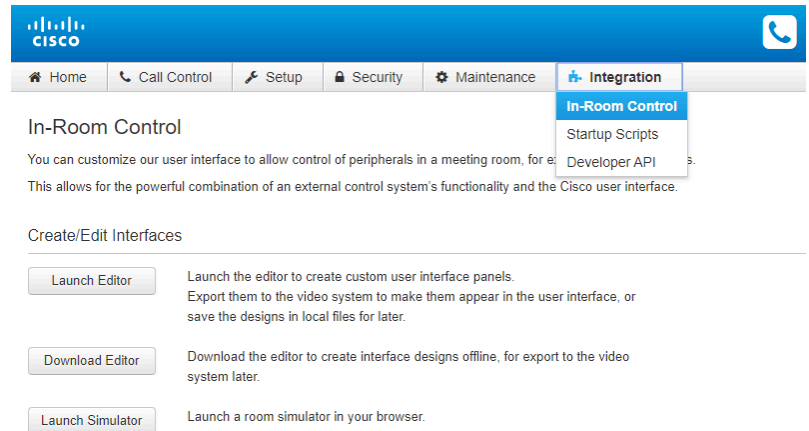 CISCO
Home Call Control Setup Security Maintenance Integration
In-Room Control
Startup Scripts
Developer API
In-Room Control
You can customize our user interface to allow control of peripherals in a meeting room, for
This allows for the powerful combination of an external control system's functionality and the Cisco user interface.
Create/Edit Interfaces
Launch Editor
Launch the editor to create custom user interface panels.
Export them to the video system to make them appear in the user interface, or
save the designs in local files for later.
Download Editor
Download the editor to create interface designs offline, for export to the video
system later.
Launch Simulator
Launch a room simulator in your browser.